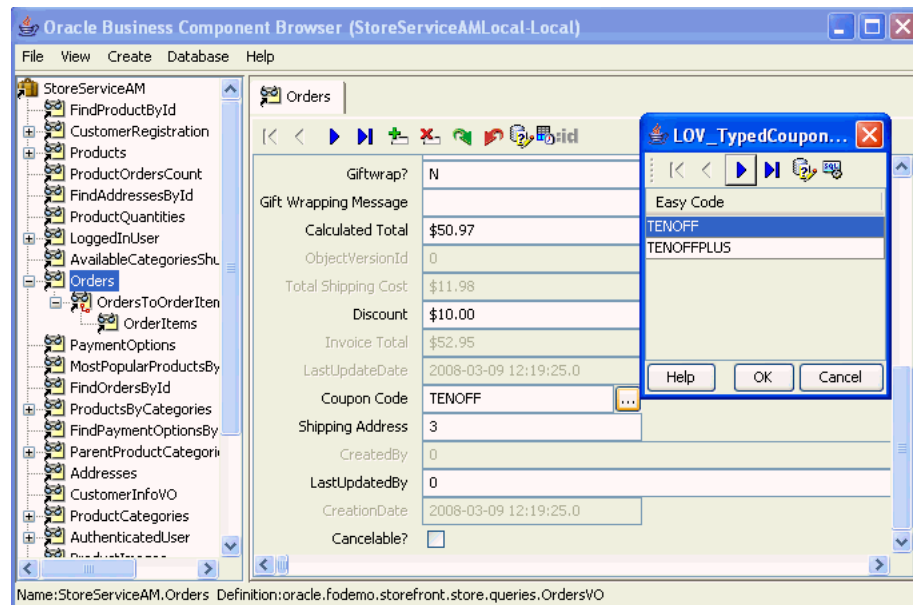 Oracle Business Component Browser (StoreServiceAMLocal-Local)
File View Create Database Help
StoreServiceAM
FindProductById
CustomerRegistration
Products
ProductOrdersCount
FindAddressesById
ProductQuantities
LoggedInUser
AvailableCategoriesShu
Orders
OrdersToOrderIten
OrderItems
PaymentOptions
MostPopularProductsBy
FindOrdersById
ProductsByCategories
FindPaymentOptionsBy
ParentProductCategori
Addresses
CustomerInfoVO
ProductCategories
AuthenticatedUser
Orders
:id
Giftwrap? N
Gift Wrapping Message
Calculated Total $50.97
ObjectVersionId 0
Total Shipping Cost $11.98
Discount $10.00
Invoice Total $52.95
LastUpdateDate 2008-03-09 12:19:25.0
Coupon Code TENOFF ...
Shipping Address 3
CreatedBy 0
LastUpdatedBy 0
CreationDate 2008-03-09 12:19:25.0
Cancelable?
LOV_TypedCoupon...
Easy Code
TENOFF
TENOFFPLUS
Help OK Cancel
Name:StoreServiceAM.Orders Definition:oracle.fodemo.storefront.store.queries.OrdersVO